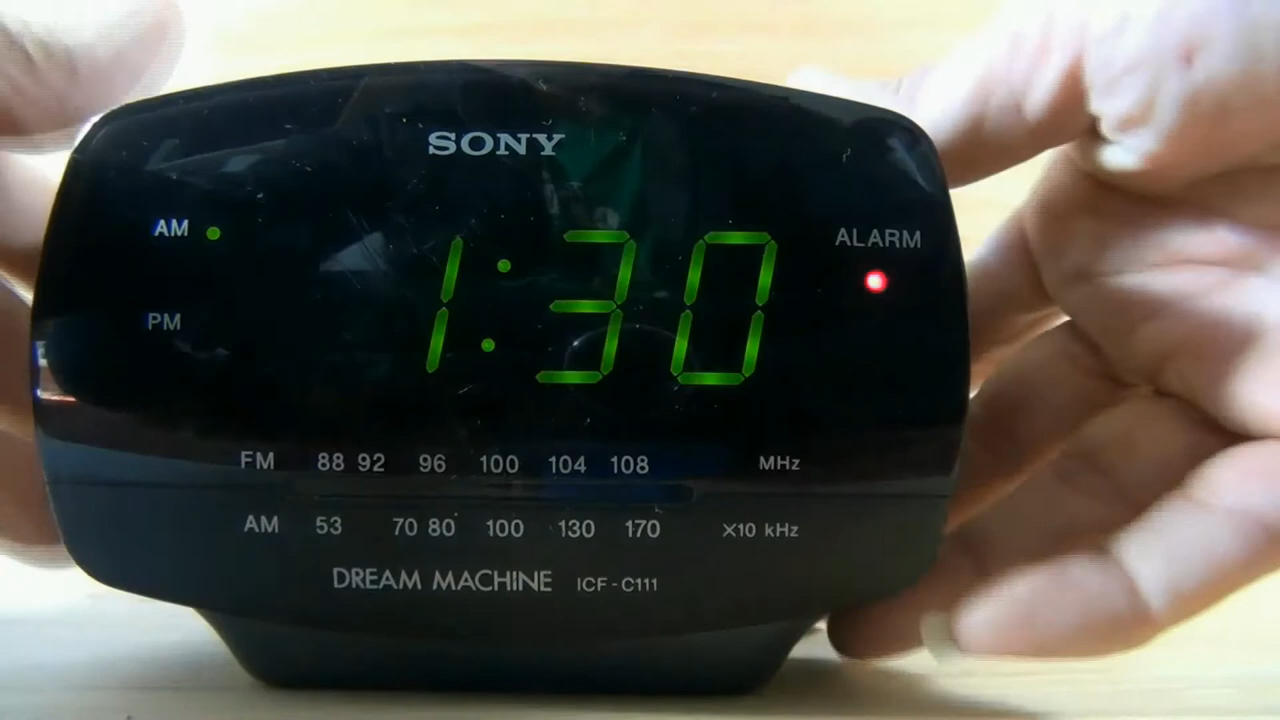 SONY
AM
1:30
ALARM
PM
FM 88 92 96 100 104 108 MHz
AM 53 70 80 100 130 170 X10 kHz
DREAM MACHINE ICF-C111